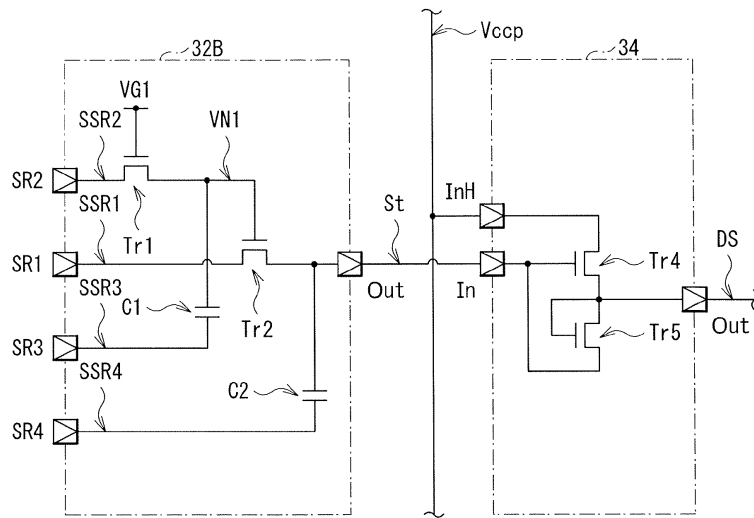 32B
Vccp
34
VG1
SSR2
VN1
SR2
SSR1
InH
St
Tr1
SR1
DS
Tr4
SSR3
Out
In
C1
Tr2
Tr5
Out
SR3
SSR4
C2
SR4